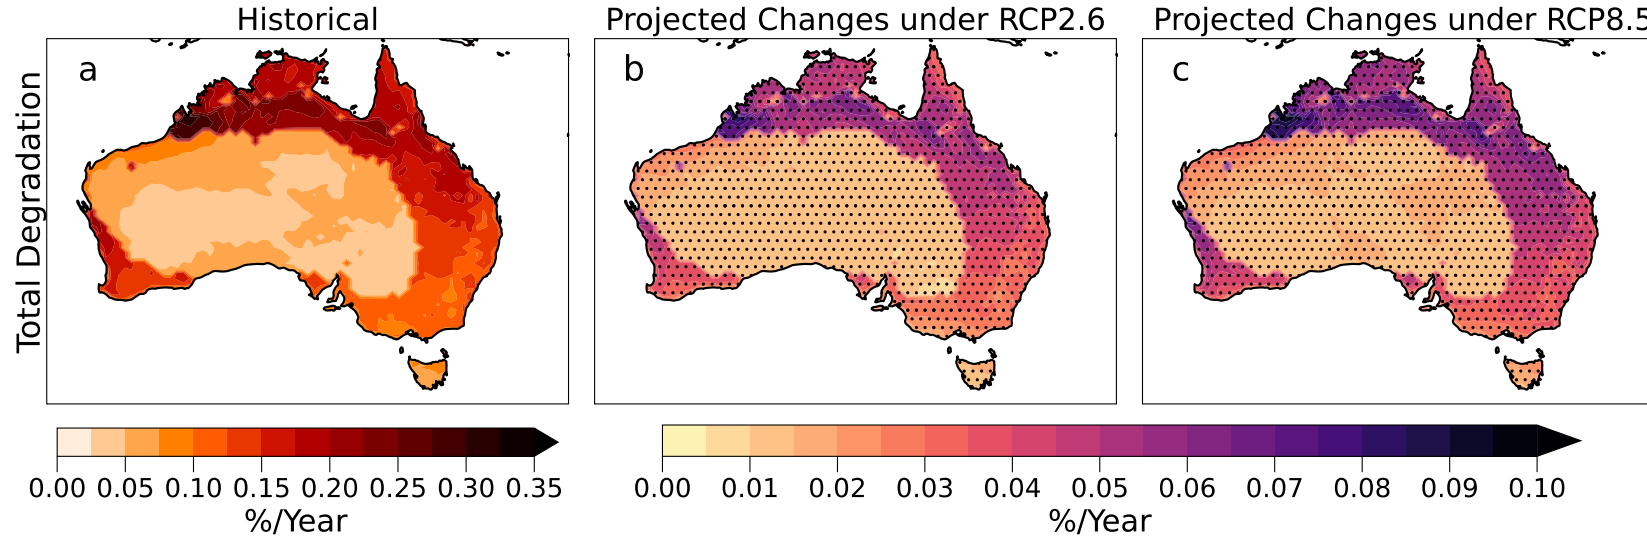 Historical
Projected Changes under RCP2.6
Projected Changes under RCP8.5
Total Degradation
a
b
c
0.00 0.05 0.10 0.15 0.20 0.25 0.30 0.35
%/Year
0.00 0.01 0.02 0.03 0.04 0.05 0.06 0.07 0.08 0.09 0.10
%/Year